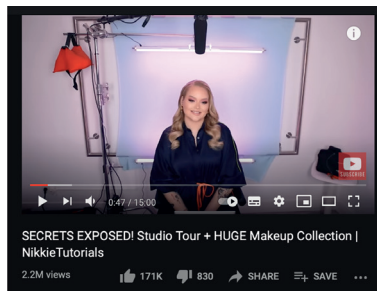 SUBSCRIBE
0:47 / 15:00
SECRETS EXPOSED! Studio Tour + HUGE Makeup Collection |
NikkieTutorials
2.2M views 171K 830 SHARE SAVE